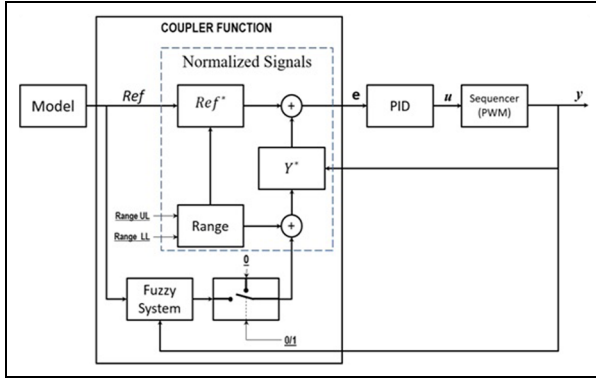 COUPLER FUNCTION
Normalized Signals
Model
Ref
Ref*
+
e
PID
u
Sequencer
(PWM)
y
Y*
Range UL
Range LL
Range
+
0
Fuzzy
System
0/1